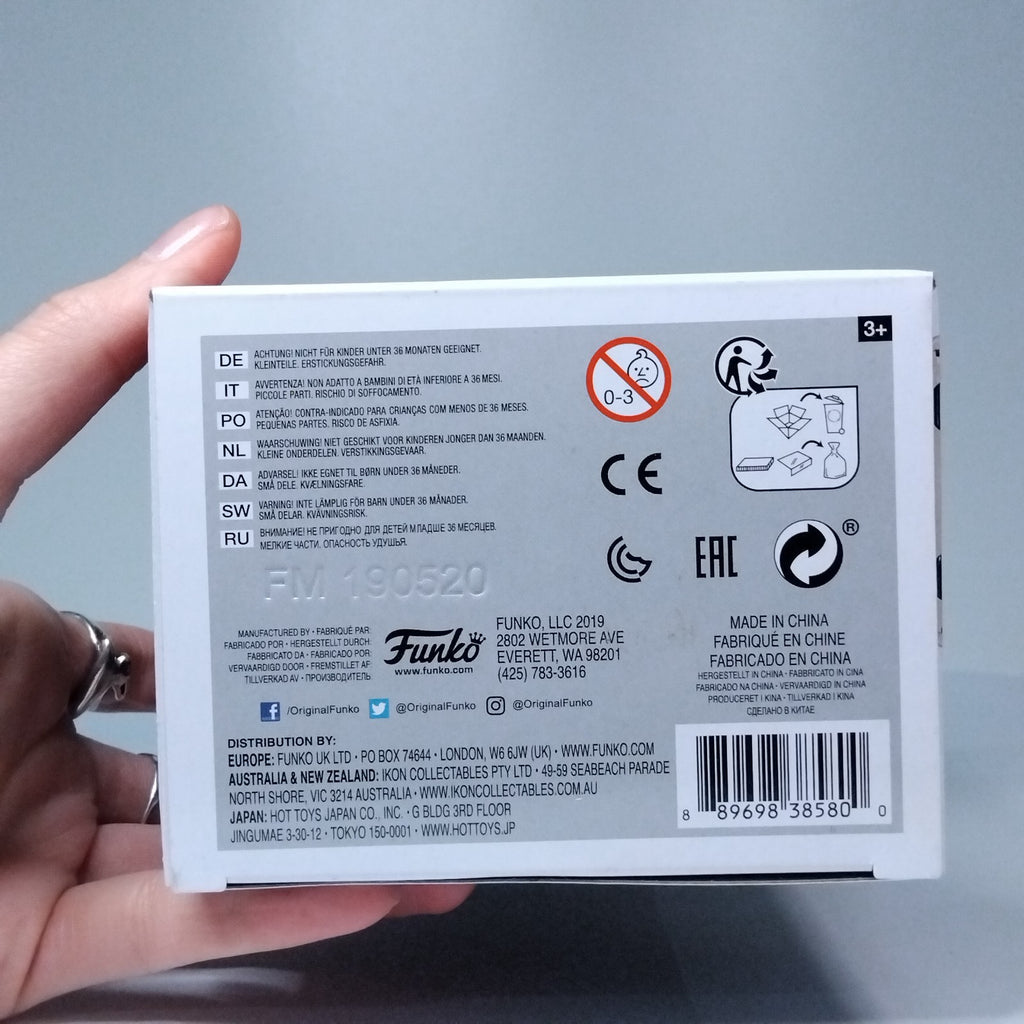 3+
DE ACHTUNG! NICHT FÜR KINDER UNTER 36 MONATEN GEEIGNET.
KLEINTEILE. ERSTICKUNGSGEFAHR.
IT AVVERTENZA! NON ADATTO A BAMBINI DI ETÀ INFERIORE A 36 MESI.
PICCOLE PARTI. RISCHIO DI SOFFOCAMENTO.
PO ATENÇÃO! CONTRA-INDICADO PARA CRIANÇAS COM MENOS DE 36 MESES.
PEQUENAS PARTES. RISCO DE ASFIXIA.
NL WAARSCHUWING! NIET GESCHIKT VOOR KINDEREN JONGER DAN 36 MAANDEN.
KLEINE ONDERDELEN. VERSTIKKINGSGEVAAR.
DA ADVARSEL! IKKE EGNET TIL BØRN UNDER 36 MÅNEDER.
SMÅ DELE. KVÆLNINGSFARE.
SW VARNING! INTE LÄMPLIG FÖR BARN UNDER 36 MÅNADER.
SMÅ DELAR. KVÄVNINGSRISK.
RU ВНИМАНИЕ! НЕ ПРИГОДНО ДЛЯ ДЕТЕЙ МЛАДШЕ 36 МЕСЯЦЕВ.
МЕЛКИЕ ЧАСТИ. ОПАСНОСТЬ УДУШЬЯ.
0-3
CE
EAC
®
FM 190520
MANUFACTURED BY • FABRIQUÉ PAR:
FABRICADO POR • HERGESTELLT DURCH:
FABBRICATO DA • FABRICADO POR:
VERVAARDIGD DOOR • FREMSTILLET AF:
TILLVERKAD AV • ПРОИЗВОДИТЕЛЬ
Funko
www.funko.com
FUNKO, LLC 2019
2802 WETMORE AVE
EVERETT, WA 98201
(425) 783-3616
MADE IN CHINA
FABRIQUÉ EN CHINE
FABRICADO EN CHINA
HERGESTELLT IN CHINA • FABBRICATO IN CINA
FABRICADO NA CHINA • VERVAARDIGD IN CHINA
PRODUCERET I KINA • TILLVERKAD I KINA
СДЕЛАНО В КИТАЕ
/OriginalFunko @OriginalFunko @OriginalFunko
DISTRIBUTION BY:
EUROPE: FUNKO UK LTD • PO BOX 74644 • LONDON, W6 6JW (UK) • WWW.FUNKO.COM
AUSTRALIA & NEW ZEALAND: IKON COLLECTABLES PTY LTD • 49-59 SEABEACH PARADE
NORTH SHORE, VIC 3214 AUSTRALIA • WWW.IKONCOLLECTABLES.COM.AU
JAPAN: HOT TOYS JAPAN CO., INC. • G BLDG 3RD FLOOR
JINGUMAE 3-30-12 • TOKYO 150-0001 • WWW.HOTTOYS.JP
8 89698 38580 0